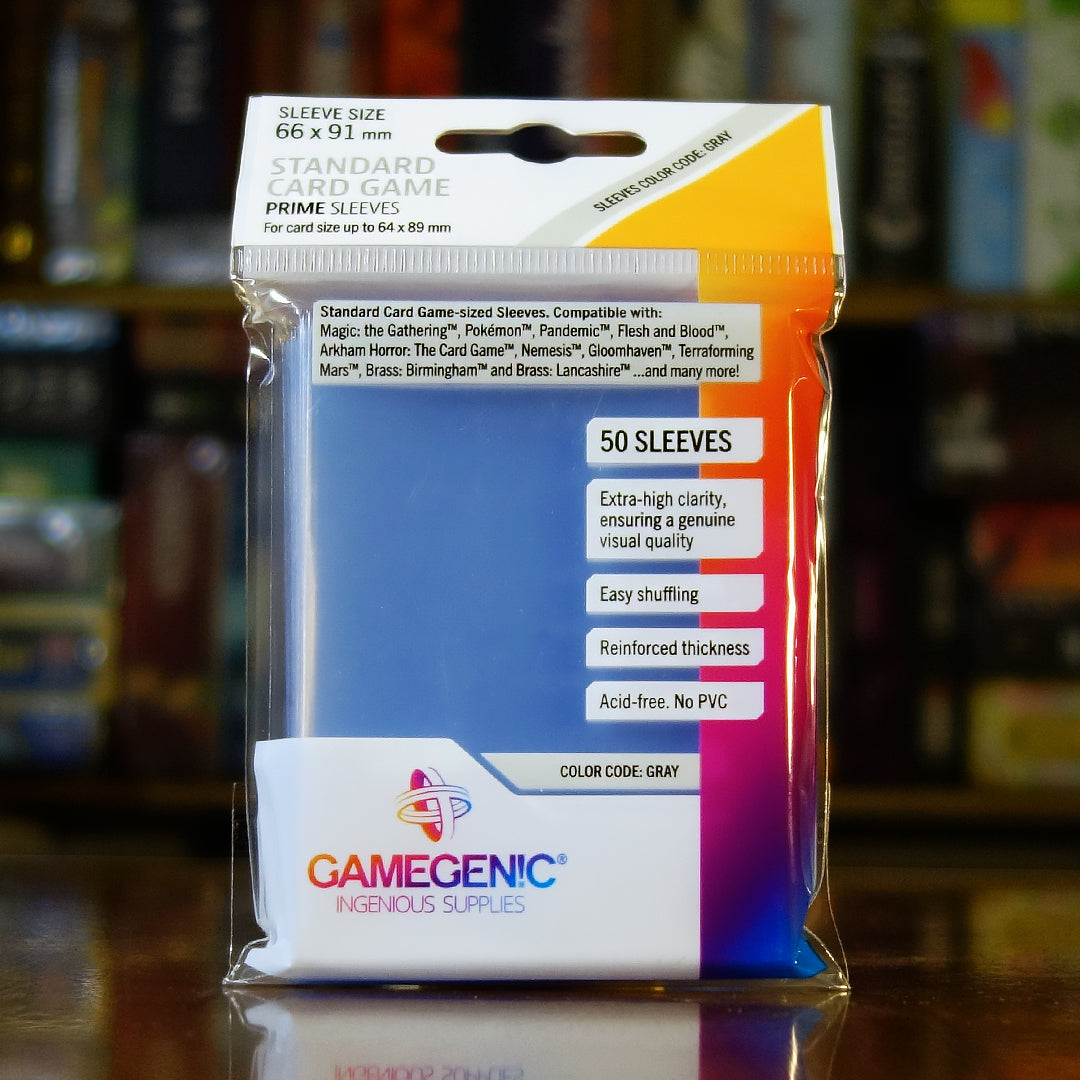 SLEEVE SIZE
66 x 91 mm
STANDARD
CARD GAME
PRIME SLEEVES
For card size up to 64 x 89 mm
SLEEVES COLOR CODE: GRAY
Standard Card Game-sized Sleeves. Compatible with:
Magic: the Gathering™, Pokémon™, Pandemic™, Flesh and Blood™,
Arkham Horror: The Card Game™, Nemesis™, Gloomhaven™, Terraforming
Mars™, Brass: Birmingham™ and Brass: Lancashire™ ...and many more!
50 SLEEVES
Extra-high clarity,
ensuring a genuine
visual quality
Easy shuffling
Reinforced thickness
Acid-free. No PVC
COLOR CODE: GRAY
GAMEGEN!C®
INGENIOUS SUPPLIES